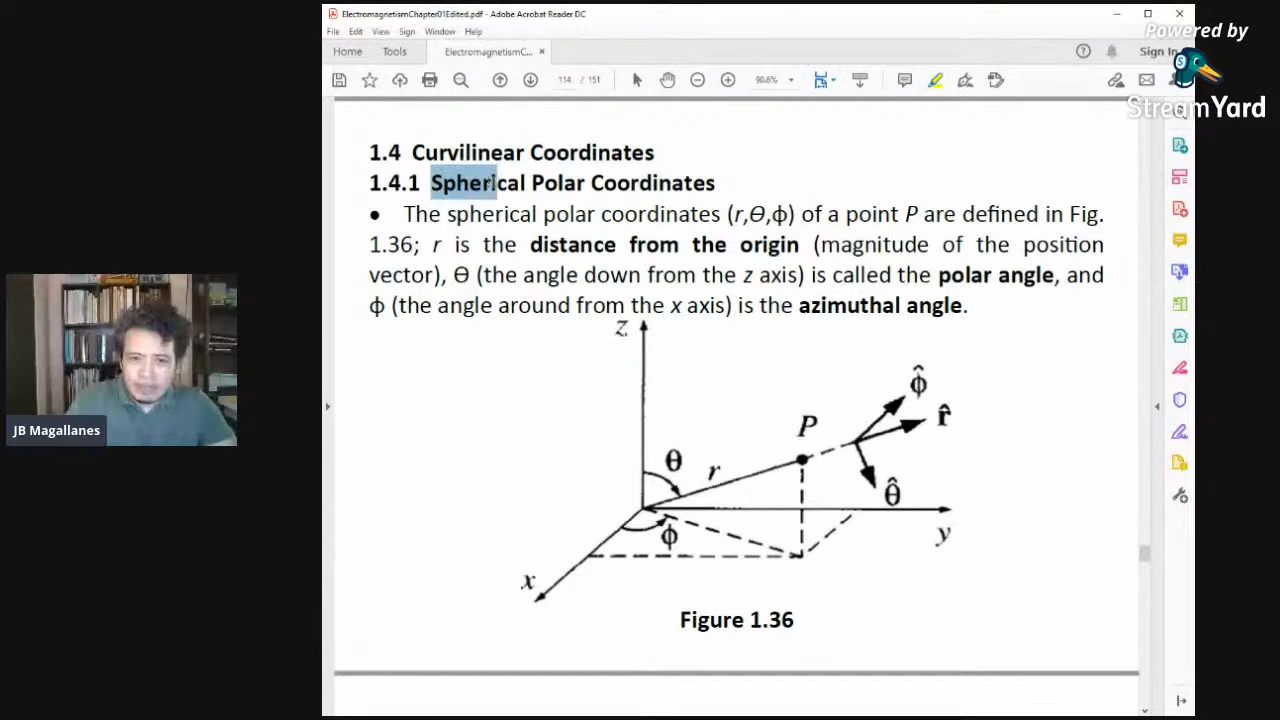 ElectromagnetismChapter01Edited.pdf - Adobe Acrobat Reader DC
File Edit View Sign Window Help
Home Tools ElectromagnetismC... × Sign In
114 / 151 90.6%
Powered by
StreamYard
1.4 Curvilinear Coordinates
1.4.1 Spherical Polar Coordinates
• The spherical polar coordinates (r,Θ,ϕ) of a point P are defined in Fig.
1.36; r is the distance from the origin (magnitude of the position
vector), Θ (the angle down from the z axis) is called the polar angle, and
ϕ (the angle around from the x axis) is the azimuthal angle.
z
ϕ̂
r̂
P
θ
r
θ̂
ϕ
y
x
Figure 1.36
JB Magallanes